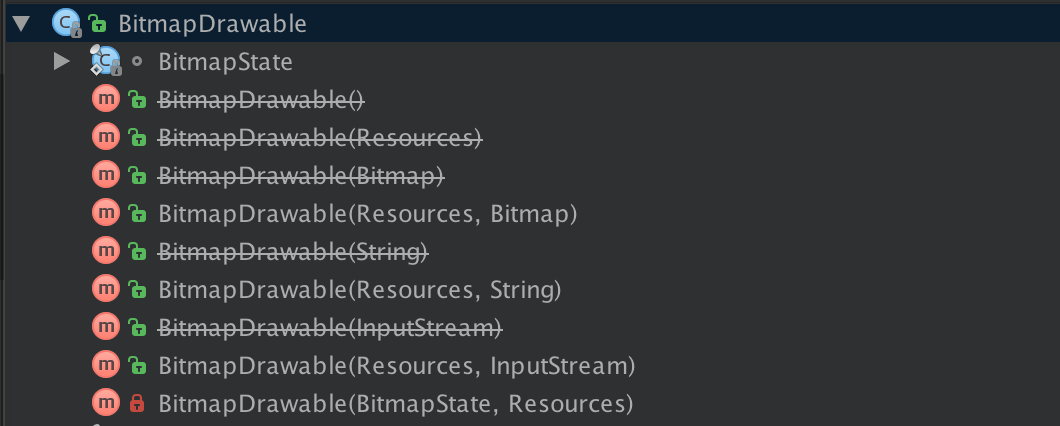 BitmapDrawable
BitmapState
BitmapDrawable()
BitmapDrawable(Resources)
BitmapDrawable(Bitmap)
BitmapDrawable(Resources, Bitmap)
BitmapDrawable(String)
BitmapDrawable(Resources, String)
BitmapDrawable(InputStream)
BitmapDrawable(Resources, InputStream)
BitmapDrawable(BitmapState, Resources)